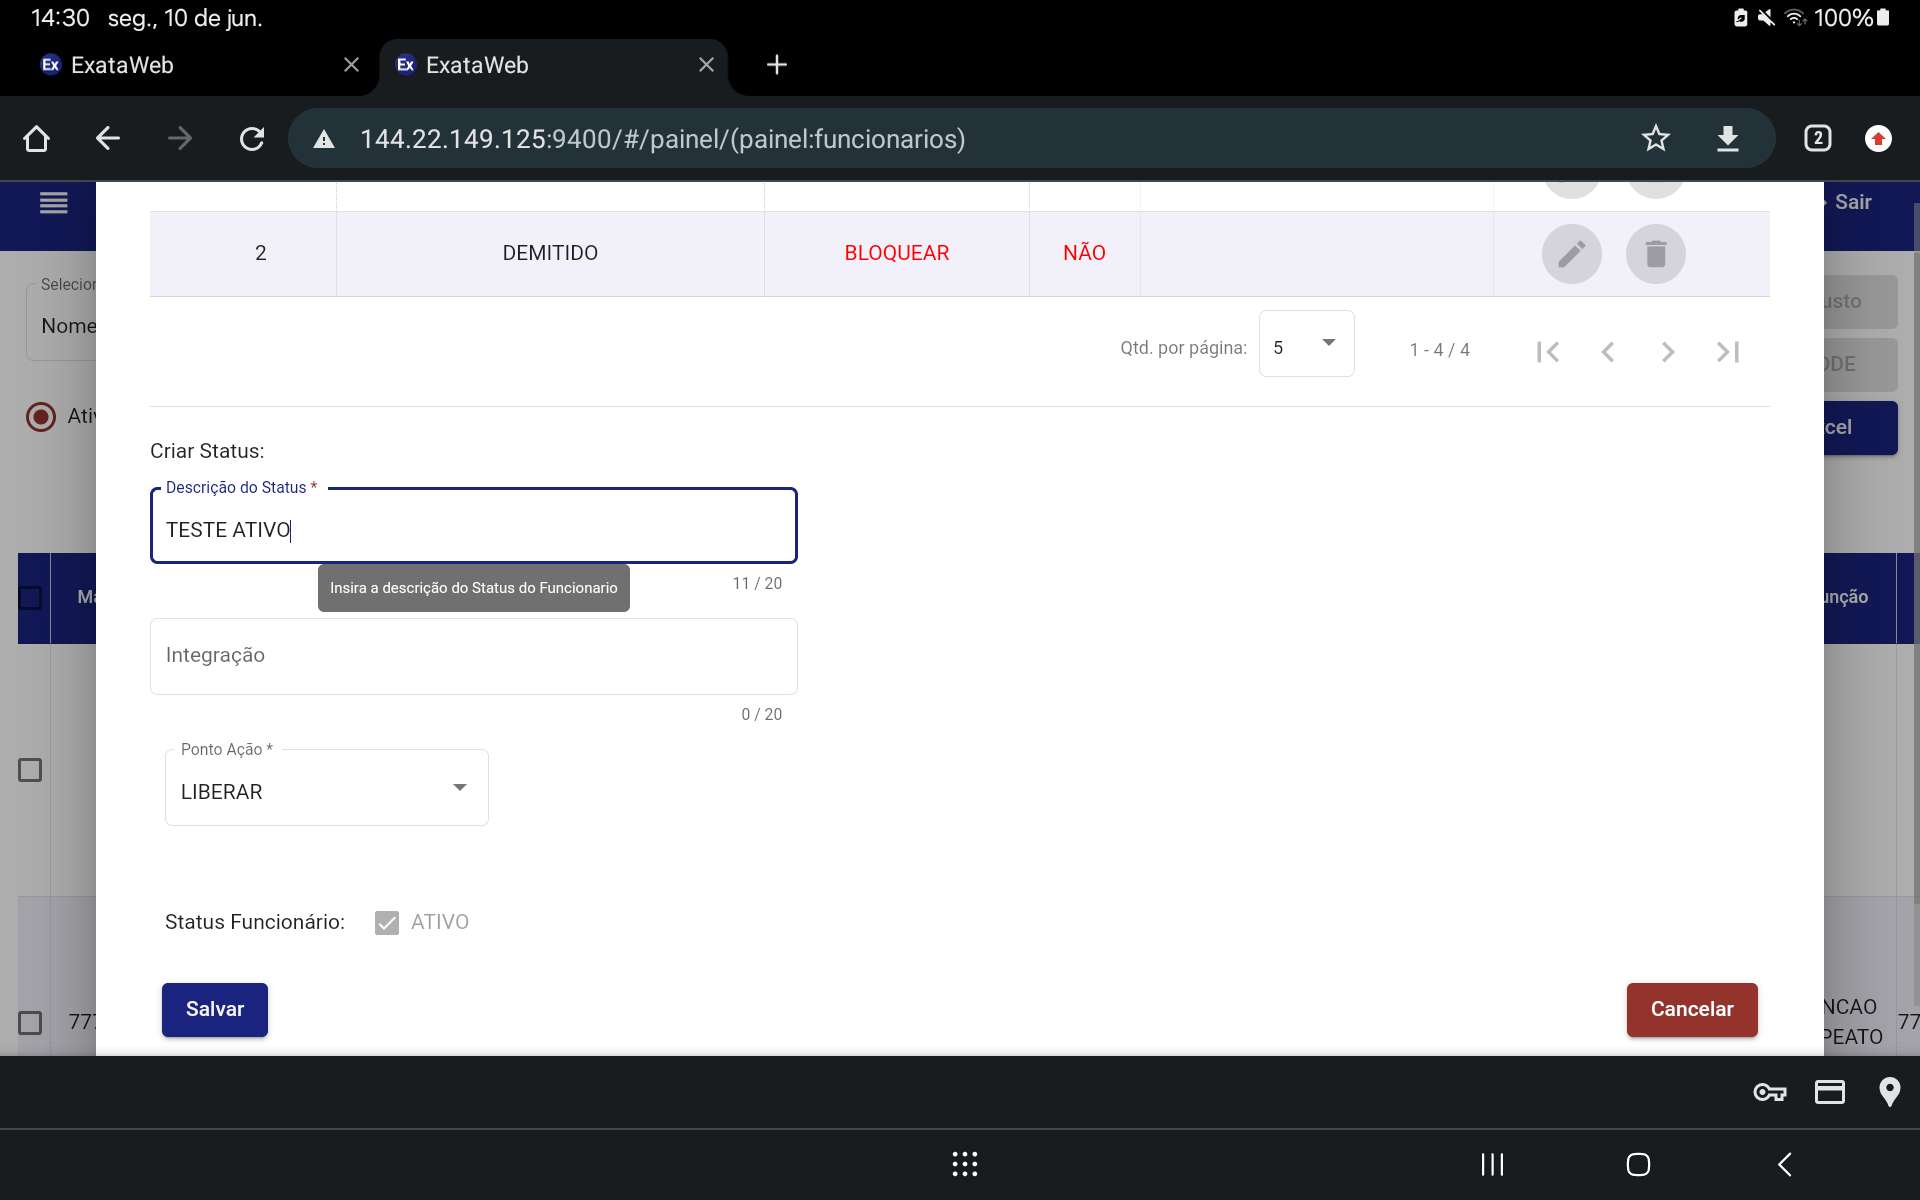 14:30 seg., 10 de jun.
100%
Ex ExataWeb
Ex ExataWeb
144.22.149.125:9400/#/painel/(painel:funcionarios)
2
Sair
2 DEMITIDO BLOQUEAR NÃO
Selecion
Nome
usto
Qtd. por página: 5 1 - 4 / 4
ODE
Ativ
cel
Criar Status:
Descrição do Status *
TESTE ATIVO
11 / 20
Insira a descrição do Status do Funcionario
Ma
unção
Integração
0 / 20
Ponto Ação *
LIBERAR
Status Funcionário: ATIVO
Salvar
Cancelar
777
NCAO
PEATO
77